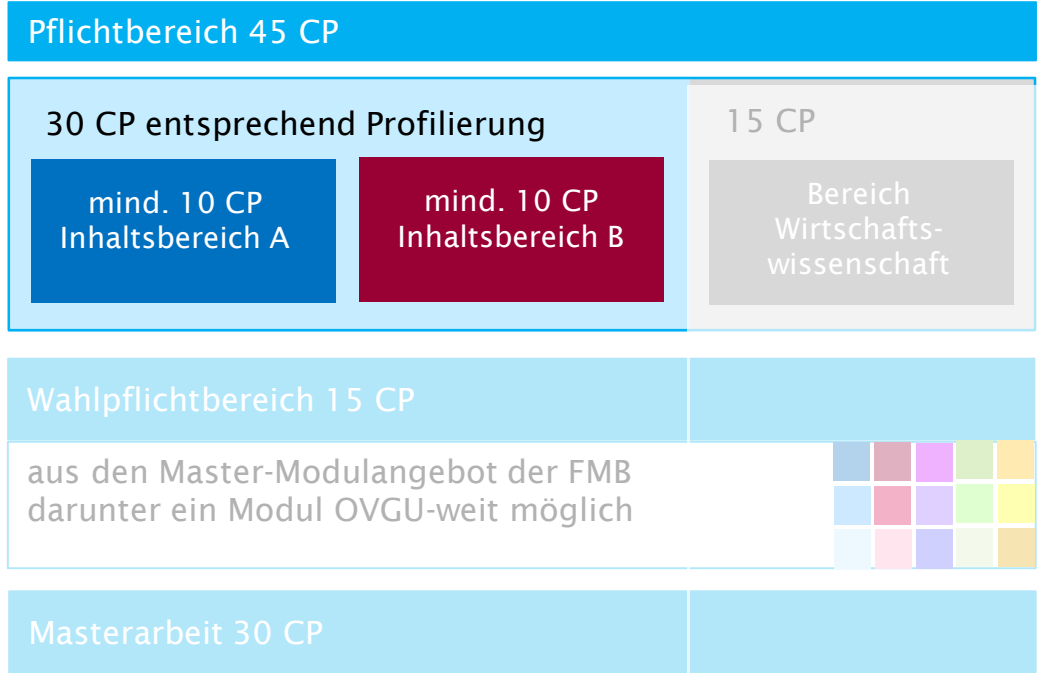 Pflichtbereich 45 CP
30 CP entsprechend Profilierung
15 CP
mind. 10 CP
Inhaltsbereich A
mind. 10 CP
Inhaltsbereich B
Bereich
Wirtschafts-
wissenschaft
Wahlpflichtbereich 15 CP
aus den Master-Modulangebot der FMB
darunter ein Modul OVGU-weit möglich
Masterarbeit 30 CP